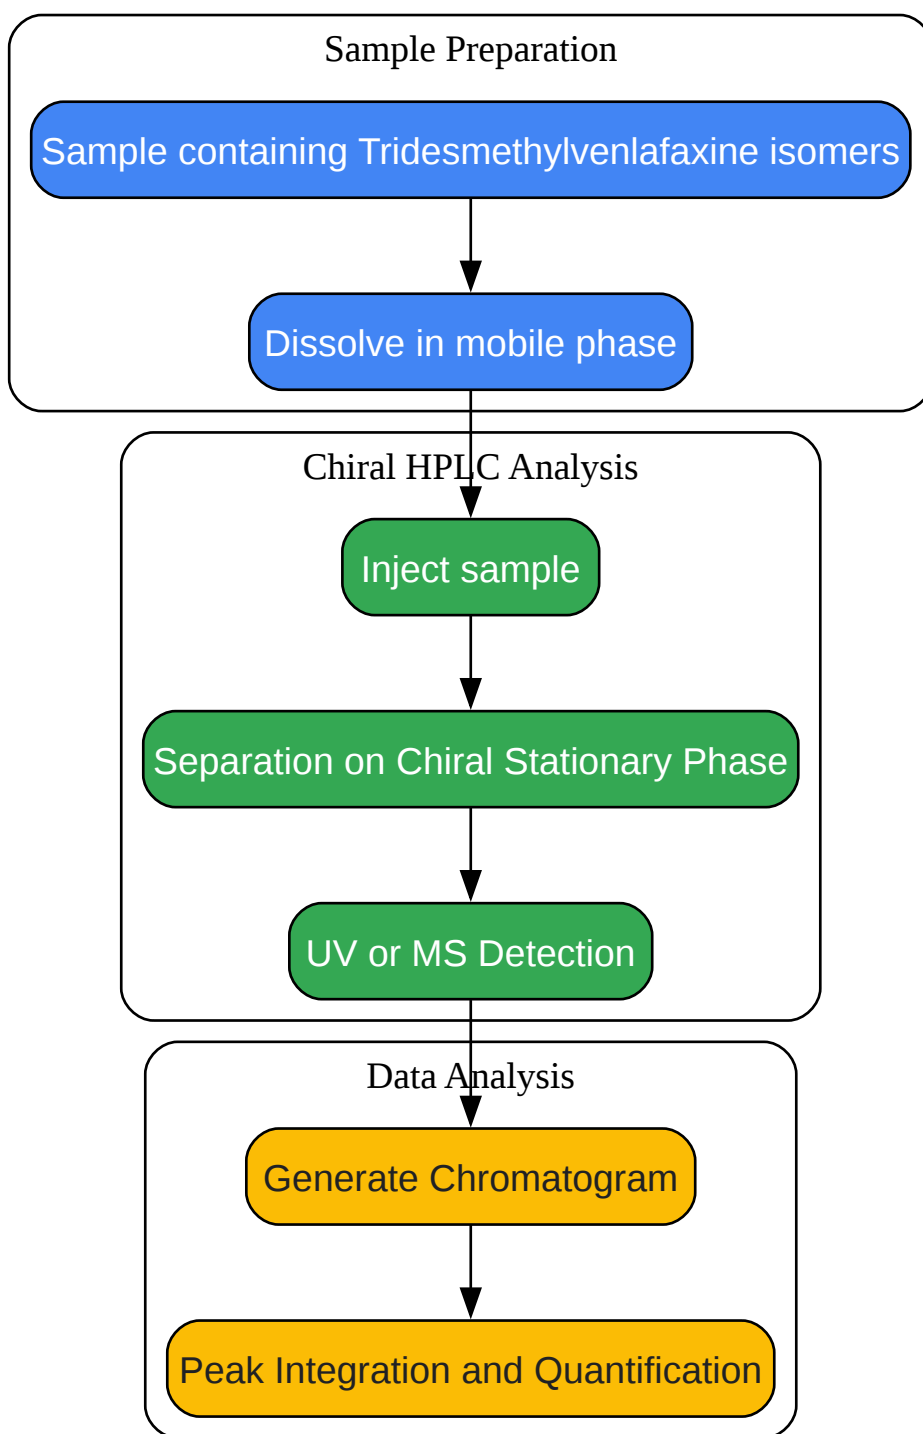 Sample Preparation
Sample containing Tridesmethylvenlafaxine isomers
Dissolve in mobile phase
Chiral HPLC Analysis
Inject sample
Separation on Chiral Stationary Phase
UV or MS Detection
Data Analysis
Generate Chromatogram
Peak Integration and Quantification